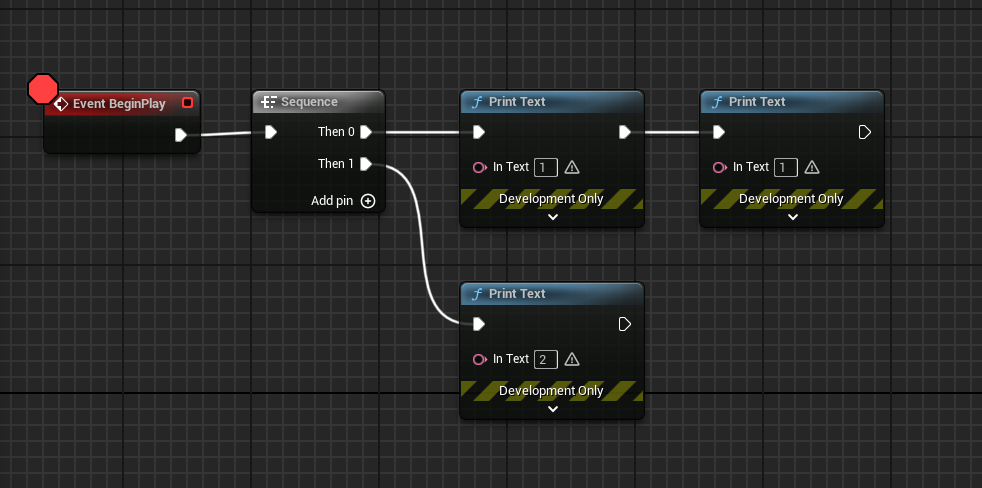 Event BeginPlay
Sequence
Then 0
Then 1
Add pin
Print Text
In Text 1
Development Only
Print Text
In Text 1
Development Only
Print Text
In Text 2
Development Only